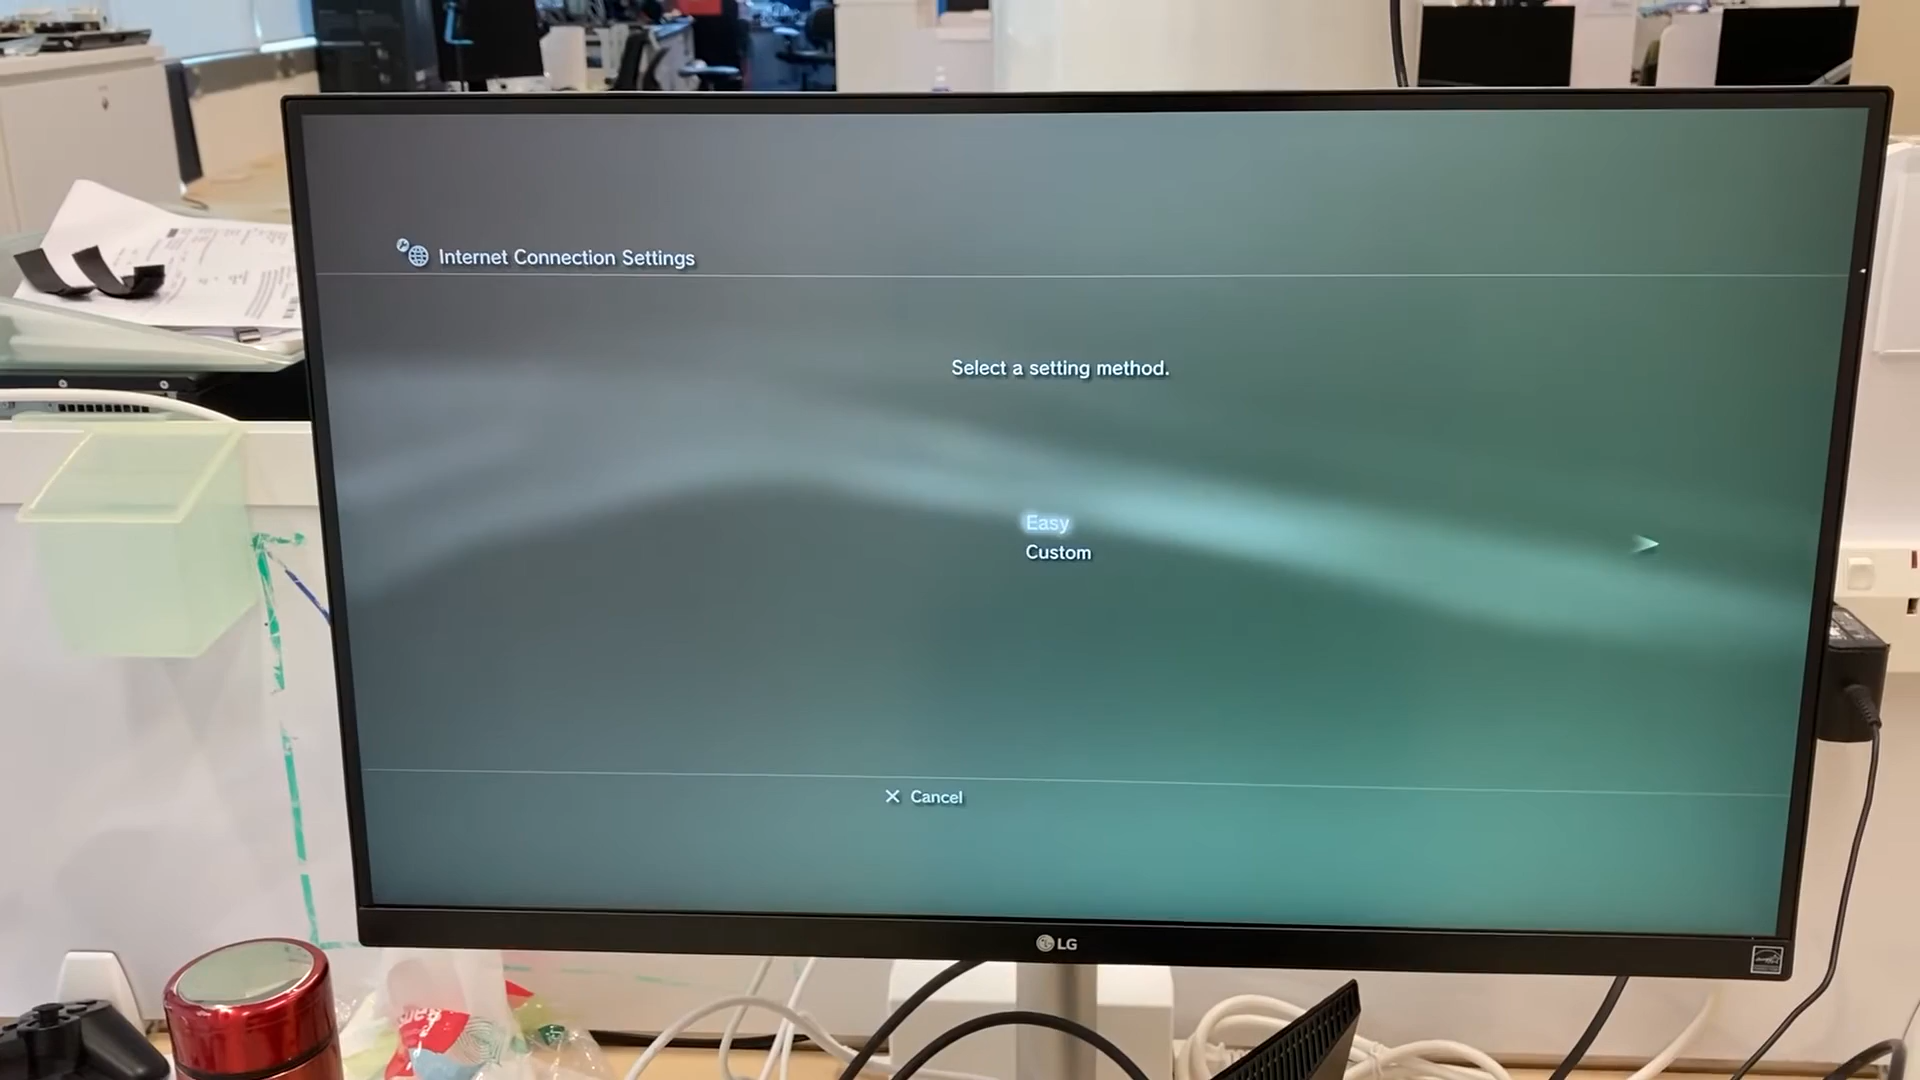 Internet Connection Settings
Select a setting method.
Easy
Custom
✕ Cancel
LG